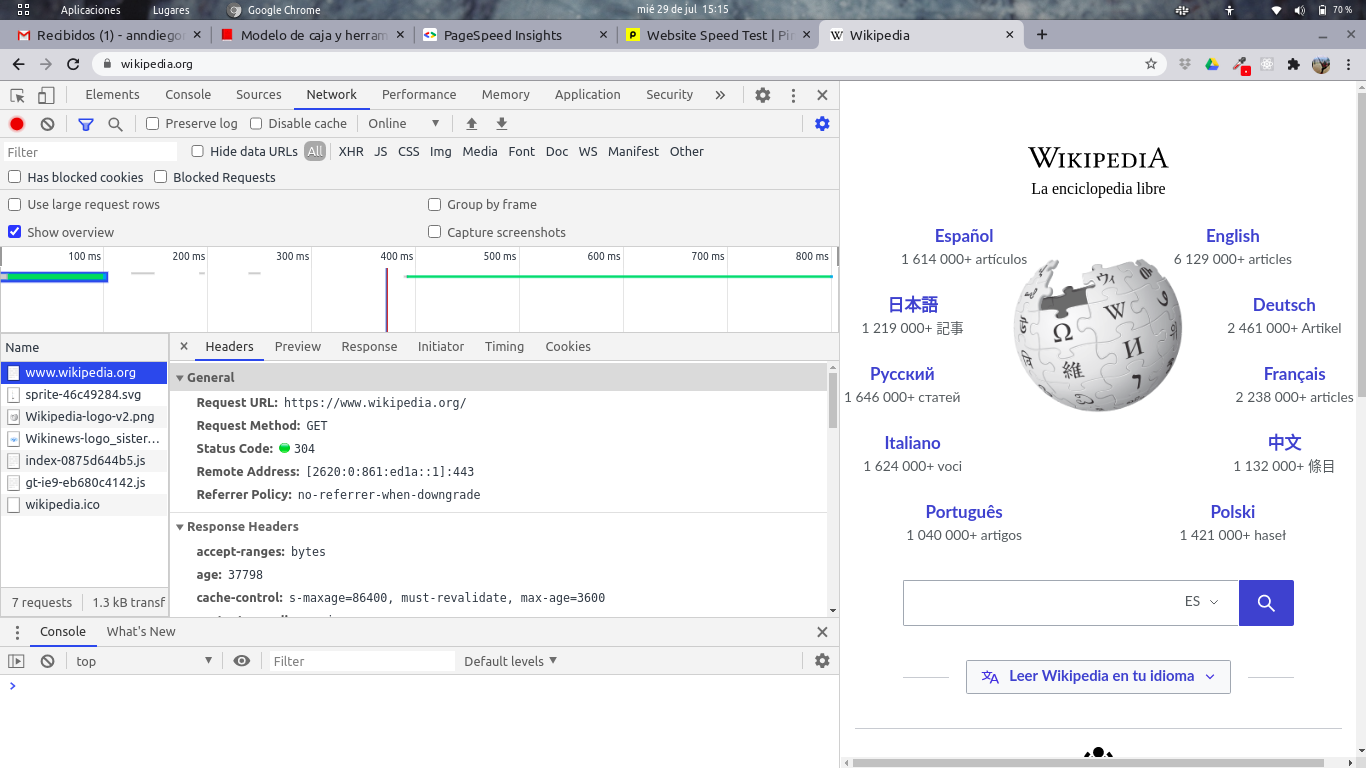 Aplicaciones Lugares Google Chrome mié 29 de jul 15:15 70 %
Recibidos (1) - anndiego Modelo de caja y herram PageSpeed Insights Website Speed Test | Pin Wikipedia
wikipedia.org
Elements Console Sources Network Performance Memory Application Security
Preserve log Disable cache Online
Filter Hide data URLs All XHR JS CSS Img Media Font Doc WS Manifest Other
Has blocked cookies Blocked Requests
Use large request rows Group by frame
Show overview Capture screenshots
100 ms 200 ms 300 ms 400 ms 500 ms 600 ms 700 ms 800 ms
Name
www.wikipedia.org
sprite-46c49284.svg
Wikipedia-logo-v2.png
Wikinews-logo_sister...
index-0875d644b5.js
gt-ie9-eb680c4142.js
wikipedia.ico
7 requests 1.3 kB transf
Headers Preview Response Initiator Timing Cookies
General
Request URL: https://www.wikipedia.org/
Request Method: GET
Status Code: 304
Remote Address: [2620:0:861:ed1a::1]:443
Referrer Policy: no-referrer-when-downgrade
Response Headers
accept-ranges: bytes
age: 37798
cache-control: s-maxage=86400, must-revalidate, max-age=3600
Console What's New
top Filter Default levels
WIKIPEDIA
La enciclopedia libre
Español
1 614 000+ artículos
English
6 129 000+ articles
日本語
1 219 000+ 記事
Deutsch
2 461 000+ Artikel
Русский
1 646 000+ статей
Français
2 238 000+ articles
Italiano
1 624 000+ voci
中文
1 132 000+ 條目
Português
1 040 000+ artigos
Polski
1 421 000+ haseł
Ω W И 維 ウィ 7
ES
Leer Wikipedia en tu idioma